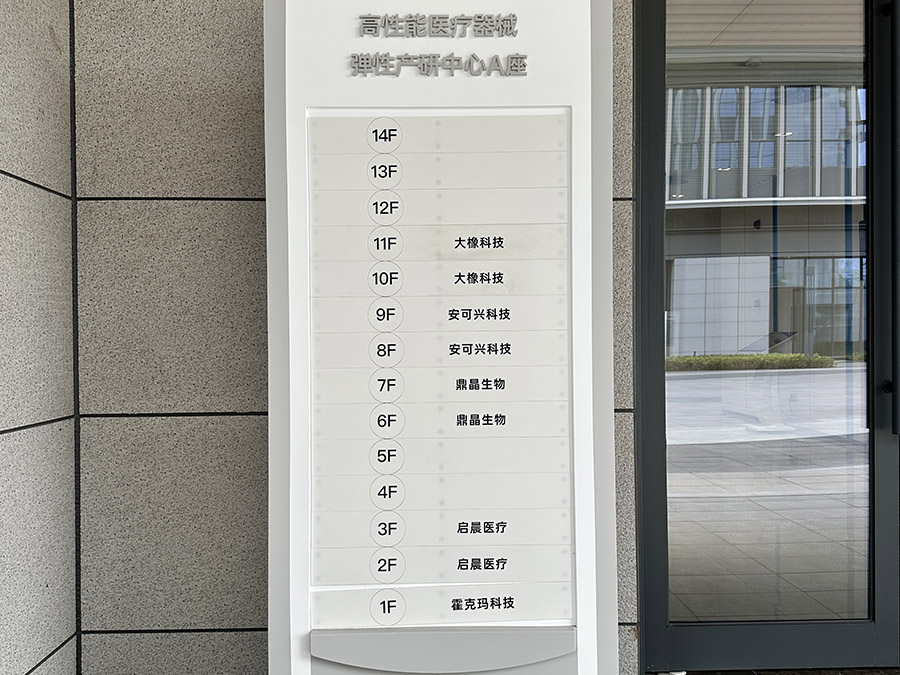 高性能医疗器械
弹性产研中心A座
14F
13F
12F
11F 大橡科技
10F 大橡科技
9F 安可兴科技
8F 安可兴科技
7F 鼎晶生物
6F 鼎晶生物
5F
4F
3F 启晨医疗
2F 启晨医疗
1F 霍克玛科技